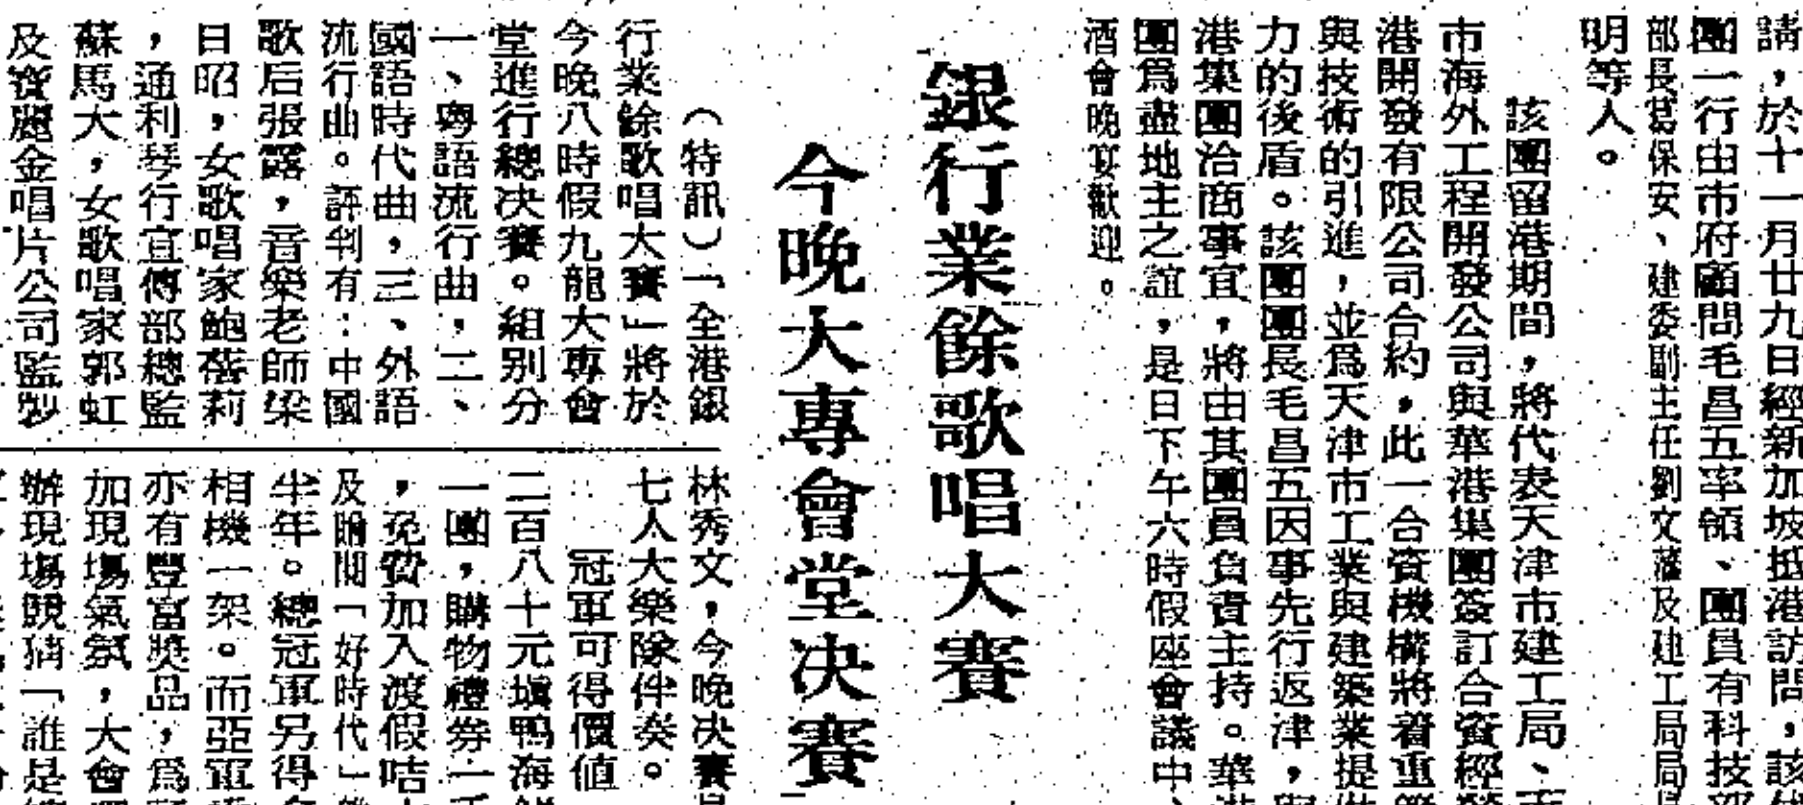 請，於十一月廿九日經新加坡抵港訪問，該
團一行由市府顧問毛昌五率領、團員有科技部
部長葛保安、建委副主任劉文藩及建工局局長
明等人。
該團留港期間，將代表天津市建工局、天
市海外工程開發公司與華港集團簽訂合資經營
港開發有限公司合約，此一合資機構將着重
與技術的引進，並爲天津市工業與建築業提供
力的後盾。該團團長毛昌五因事先行返津，與
港集團洽商事宜，將由其團員負責主持。華港
團爲盡地主之誼，是日下午六時假座會議中、
酒會晚宴歡迎。
銀行業餘歌唱大賽
今晚大專會堂決賽
（特訊）「全港銀
行業餘歌唱大賽」將於
今晚八時假九龍大專會
堂進行總決賽。組別分
一、粤語流行曲，二、
國語時代曲，三、外語
流行曲。評判有：中國
歌后張露，音樂老師梁
日昭，女歌唱家鮑蓓莉
，通利琴行宣傳部總監
蘇馬大，女歌唱家郭虹
及寶麗金唱片公司監製
林秀文，今晚決賽
七人大樂隊伴奏。
冠軍可得價值
二百八十元塡鴨海鮮
一團，購物禮券一千
，免費加入渡假咭
及贈閱「好時代」
半年。總冠軍另得
相機一架。而亞軍
亦有豐富獎品，爲
加現場氣氛，大會
辦現場競猜「誰是